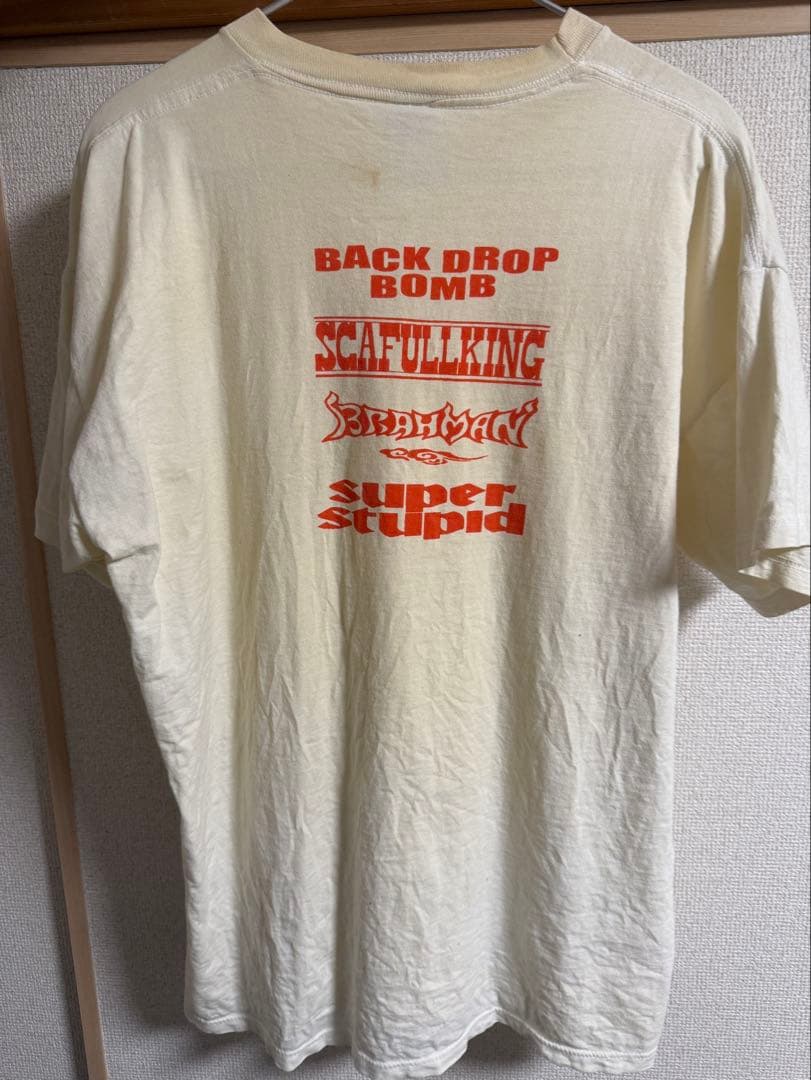 BACK DROP
BOMB
SCAFULLKING
BRAHMAN
super
stupid